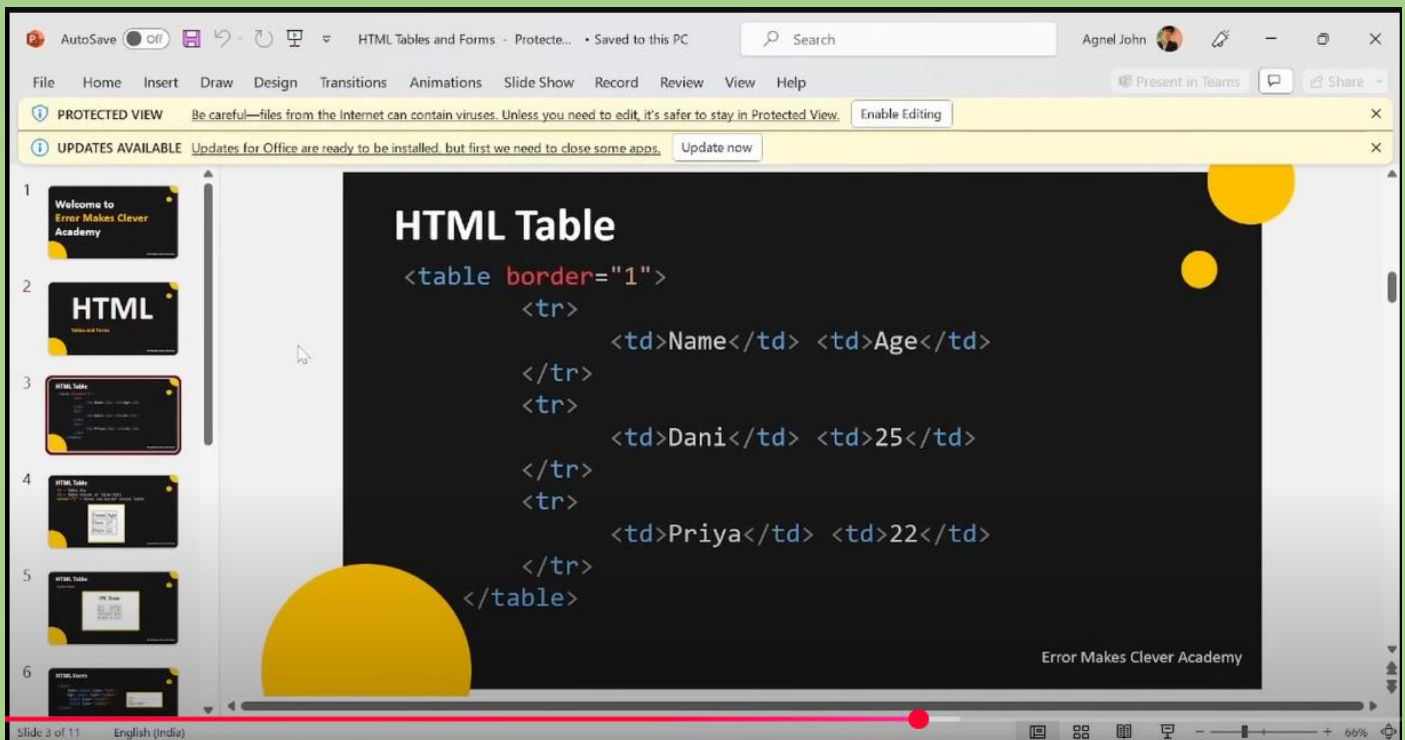 AutoSave Off HTML Tables and Forms - Protecte... • Saved to this PC Search Agnel John
File Home Insert Draw Design Transitions Animations Slide Show Record Review View Help Present in Teams Share
PROTECTED VIEW Be careful—files from the Internet can contain viruses. Unless you need to edit, it's safer to stay in Protected View. Enable Editing
UPDATES AVAILABLE Updates for Office are ready to be installed, but first we need to close some apps. Update now
1
Welcome to
Error Makes Clever
Academy
2
HTML
Tables and Forms
3
HTML Table
4
HTML Table
5
HTML Table
6
HTML Form
HTML Table
<table border="1">
<tr>
<td>Name</td> <td>Age</td>
</tr>
<tr>
<td>Dani</td> <td>25</td>
</tr>
<tr>
<td>Priya</td> <td>22</td>
</tr>
</table>
Error Makes Clever Academy
Slide 3 of 11 English (India) 66%